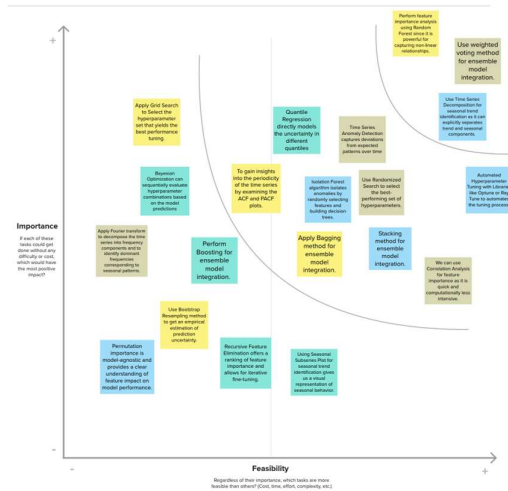 +
Importance
If each of
these tasks could get
done without any
difficulty or cost,
which would have
the most positive
impact?
-
-
+
Feasibility
Regardless of their importance, which tasks are more
feasible than others? (Cost, time, effort, complexity, etc.)
Perform feature
importance analysis
using Random
Forest since it is
powerful for
capturing non linear
relationships.
Use weighted
voting method for
ensemble
model
integration.
Apply Grid Search
to Select the
hyperparameter
set that yields the
best performance
tuning.
Quantile
Regression
directly models
the uncertainty in
different
quantiles
Time Series
Anomaly Detection
captures deviations
from expected
patterns over time
Use Time Series
Decomposition for
seasonal trend
identification as it can
explicitly separates
trend and seasonal
components.
Bayesian
Optimization can
sequentially evaluate
hyperparameter
combinations based
on the model
predictions
To gain insights
into the periodicity of
the time series by
examining the
ACF and PACF
plots.
Isolation Forest
algorithm isolates
anomalies by
randomly selecting
features and
building decision
trees.
Use Randomized
Search to select
the best-
performing set of
hyperparameters.
Automated
Hyperparameter
Tuning with Libraries
like Optuna or Ray
Tune to automates
the tuning process
Apply Fourier transform
to decompose the time
series into frequency
components and to
identify dominant
frequencies
corresponding to
seasonal patterns.
Perform
Boosting for
ensemble
model
integration.
Apply Bagging
method for
ensemble model
integration.
Stacking
method for
ensemble model
integration.
We can use
Correlation Analysis
for feature
importance as it is
quick and
computationally less
intensive.
Use Bootstrap
Resampling method
to get an empirical
estimation of
prediction
uncertainty.
Permutation
importance is
model-agnostic and
provides a clear
understanding of
feature impact on
model performance.
Recursive Feature
Elimination offers a
ranking of feature
importance and
allows for iterative
fine-tuning.
Using Seasonal
Subseries Plot for
seasonal trend
identification gives
us a visual
representation of
seasonal behavior.